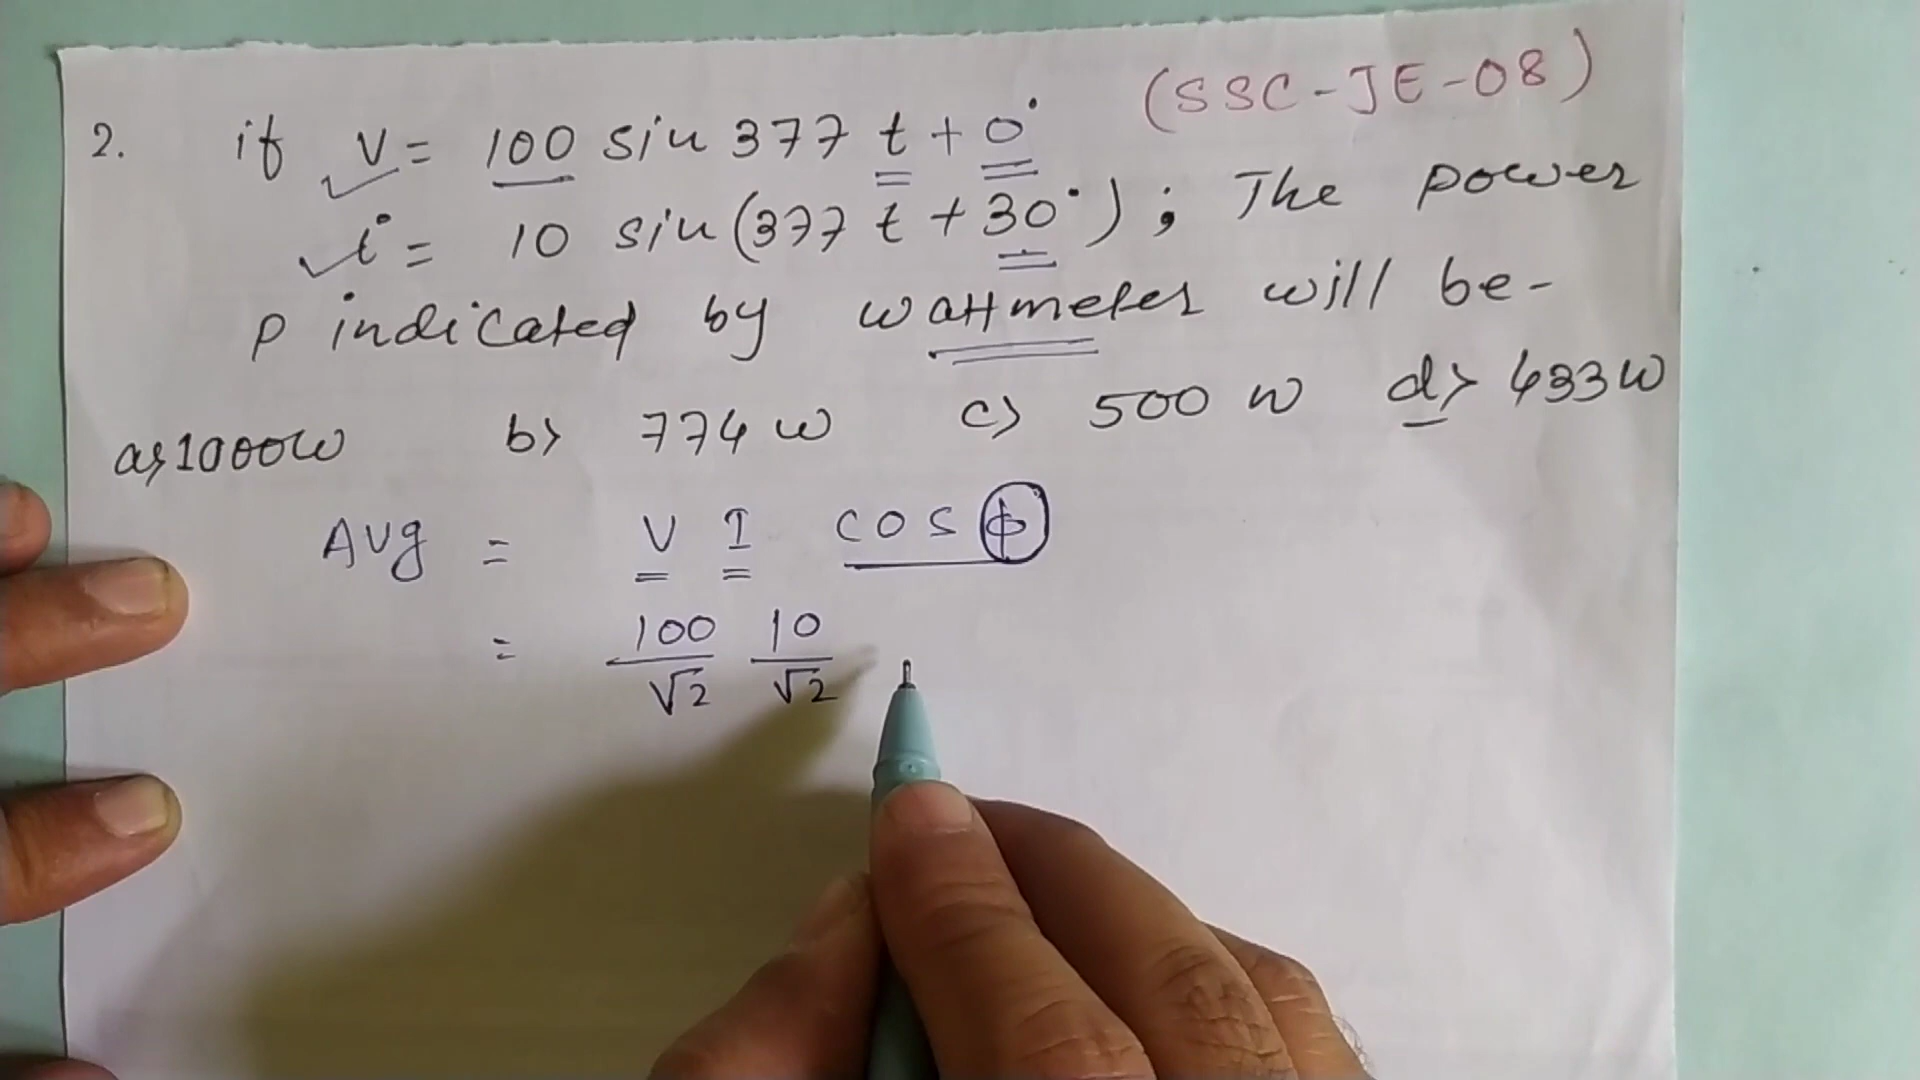 (SSC-JE-08)
2. if v = 100 sin 377 t + 0°
i = 10 sin (377 t + 30°) ; The power
P indicated by wattmeter will be-
a> 1000W b> 774 W c> 500 W d> 433 W
Avg = V I cos ϕ
= 100/√2 10/√2